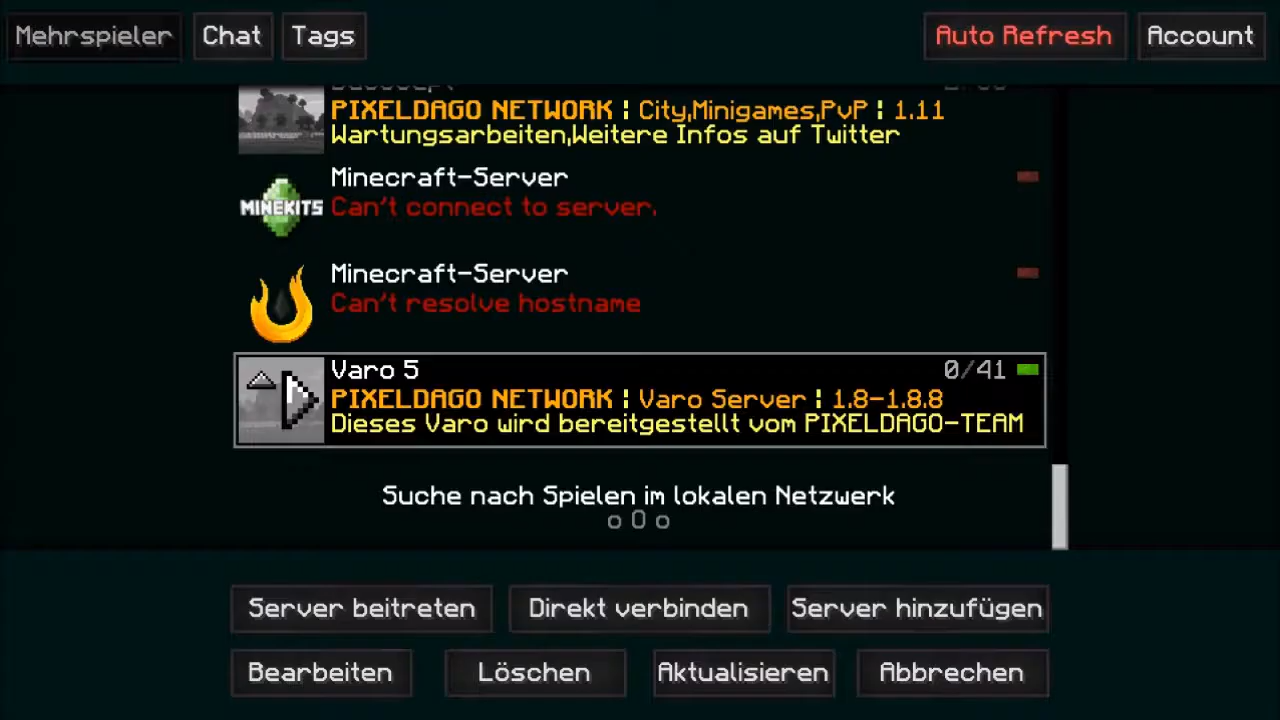 Mehrspieler Chat Tags Auto Refresh Account
PIXELDAGO NETWORK ¦ City,Minigames,PvP ¦ 1.11
Wartungsarbeiten,Weitere Infos auf Twitter
Minecraft-Server
MINEKITS
Can't connect to server.
Minecraft-Server
Can't resolve hostname
Varo 5 0/41
PIXELDAGO NETWORK ¦ Varo Server ¦ 1.8-1.8.8
Dieses Varo wird bereitgestellt vom PIXELDAGO-TEAM
Suche nach Spielen im lokalen Netzwerk
o O o
Server beitreten Direkt verbinden Server hinzufügen
Bearbeiten Löschen Aktualisieren Abbrechen